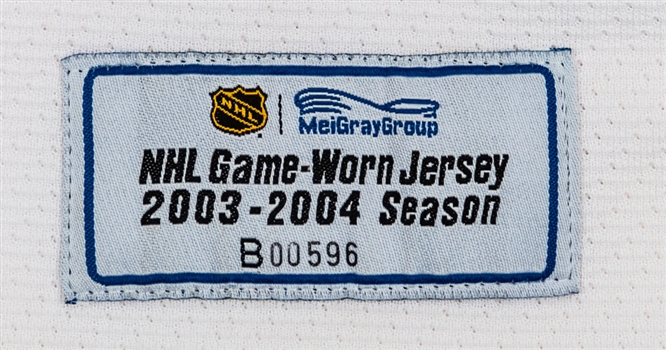 NHL MeiGrayGroup
NHL Game-Worn Jersey
2003-2004 Season
B00596